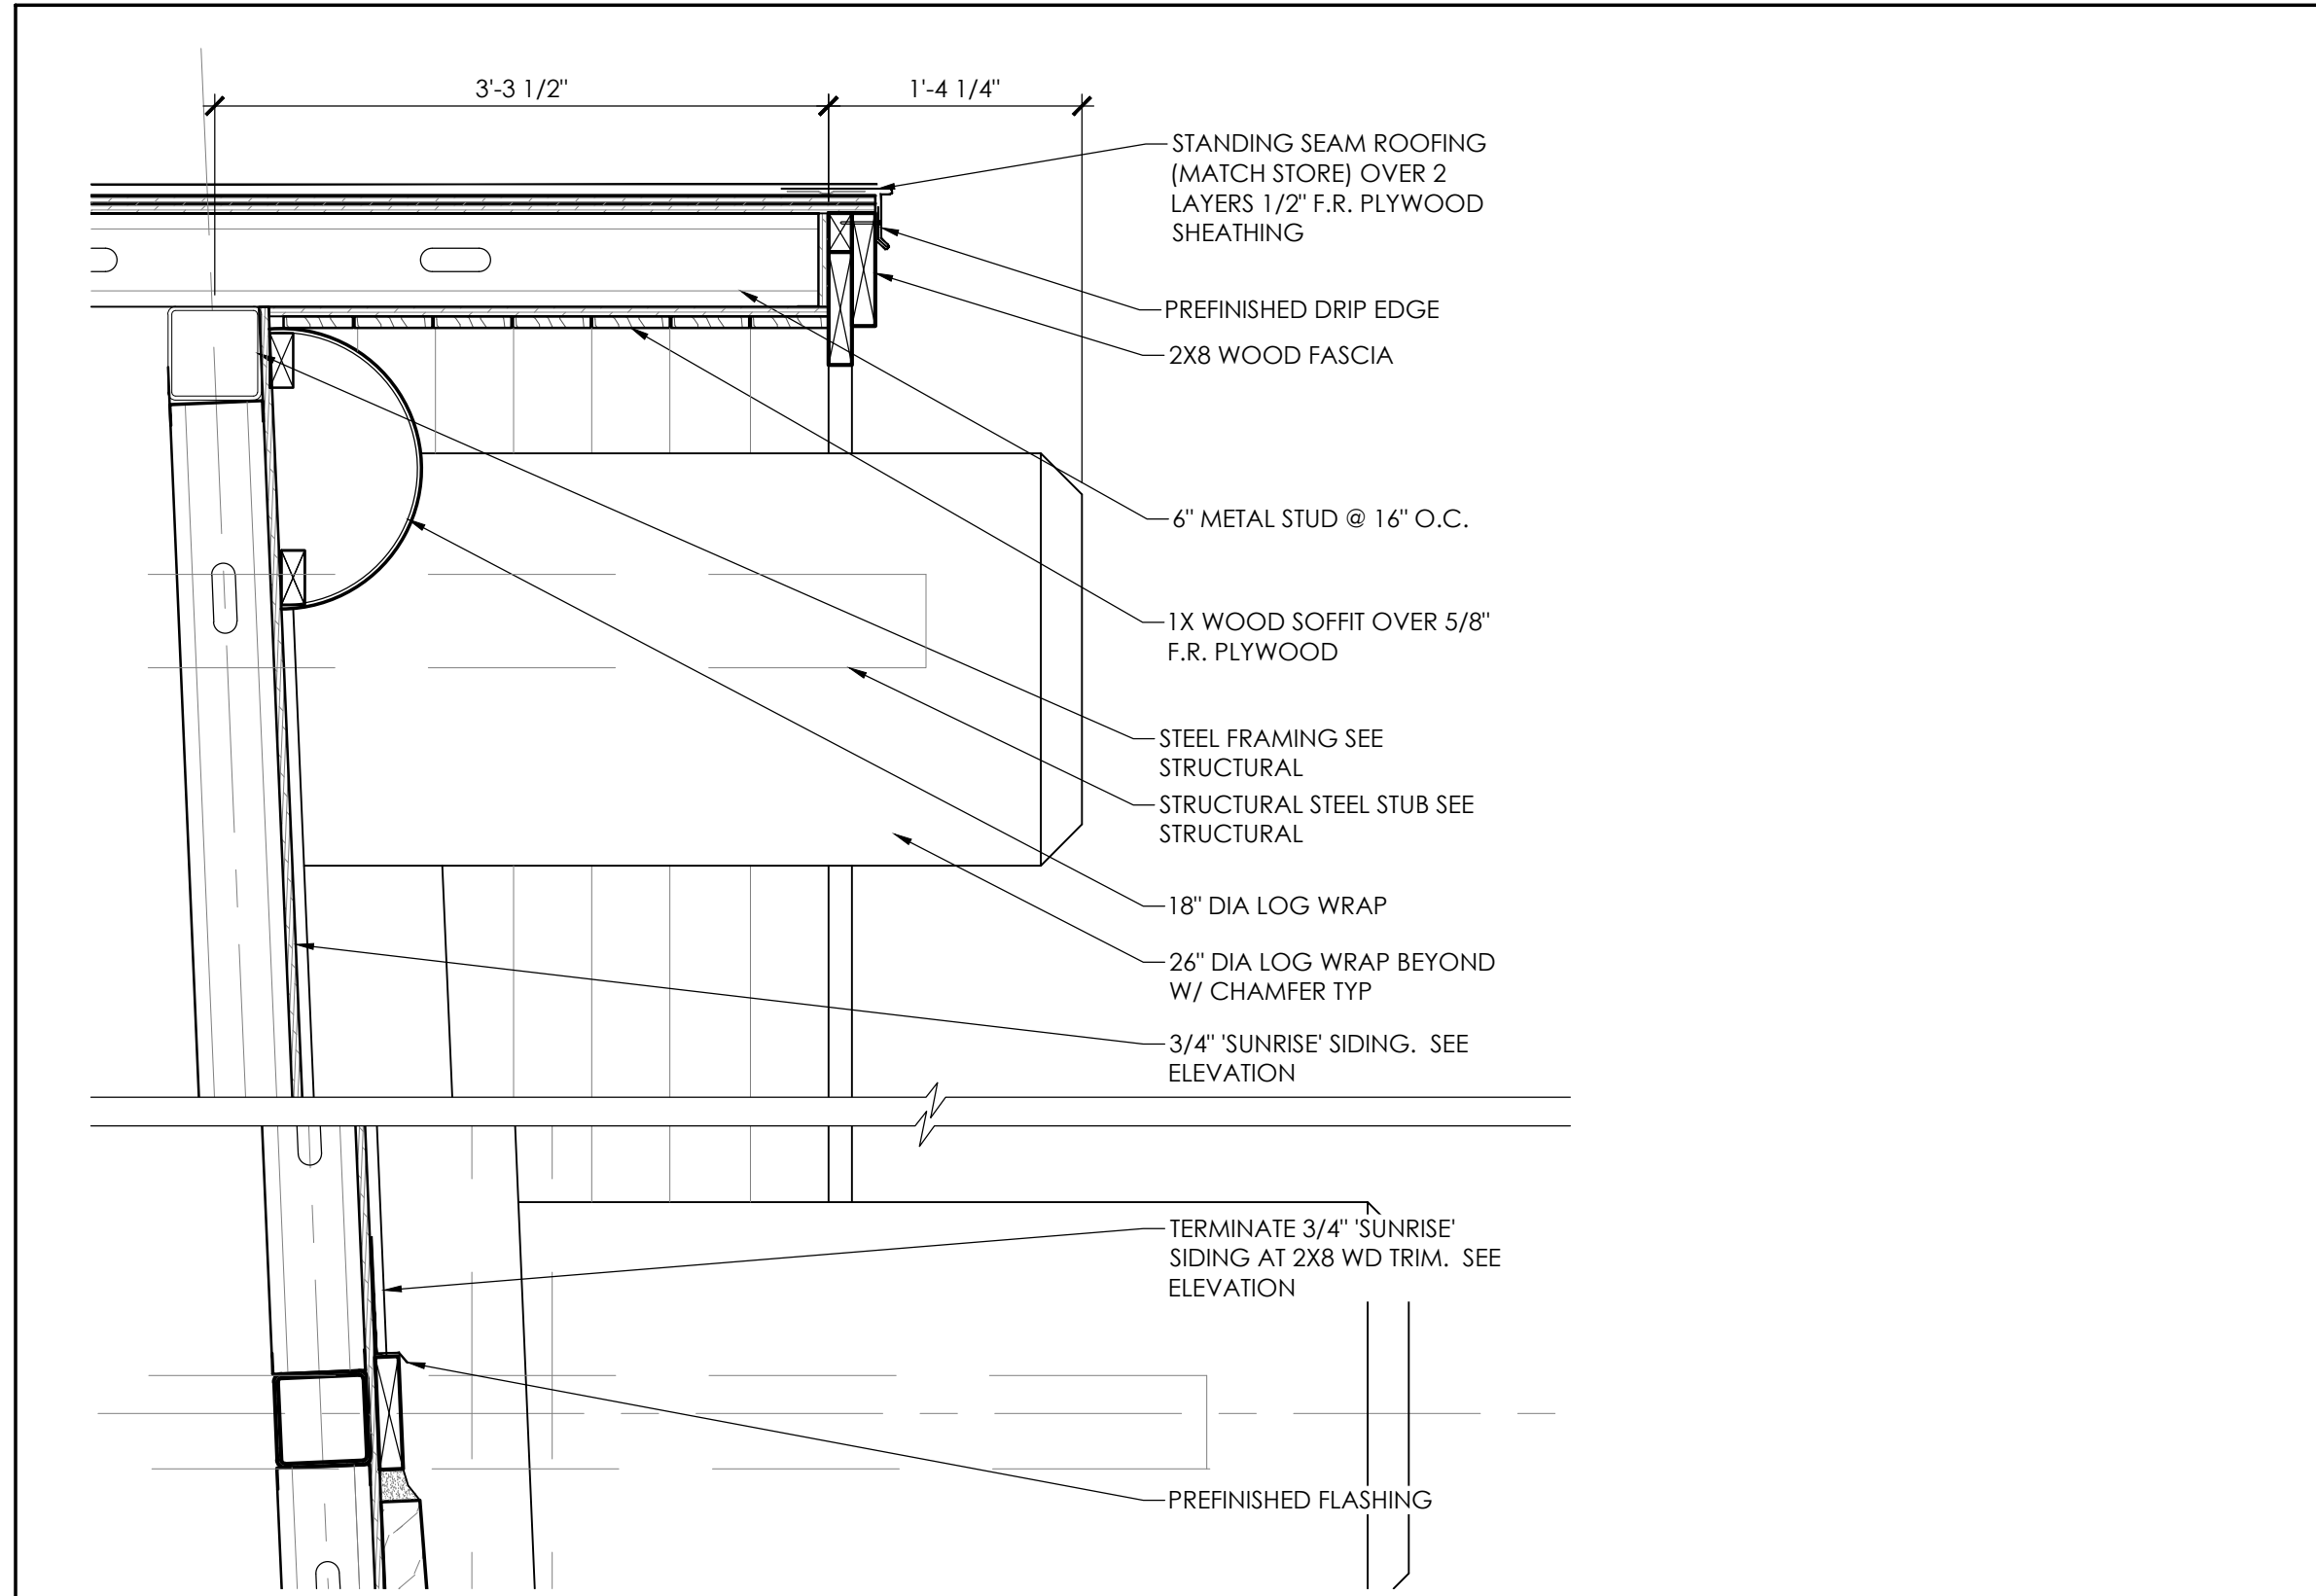 3'-3 1/2"
1'-4 1/4"
STANDING SEAM ROOFING
(MATCH STORE) OVER 2
LAYERS 1/2" F.R. PLYWOOD
SHEATHING
PREFINISHED DRIP EDGE
2X8 WOOD FASCIA
6" METAL STUD @ 16" O.C.
1X WOOD SOFFIT OVER 5/8"
F.R. PLYWOOD
STEEL FRAMING SEE
STRUCTURAL
STRUCTURAL STEEL STUB SEE
STRUCTURAL
18" DIA LOG WRAP
26" DIA LOG WRAP BEYOND
W/ CHAMFER TYP
3/4" 'SUNRISE' SIDING.  SEE
ELEVATION
TERMINATE 3/4" 'SUNRISE'
SIDING AT 2X8 WD TRIM.  SEE
ELEVATION
PREFINISHED FLASHING